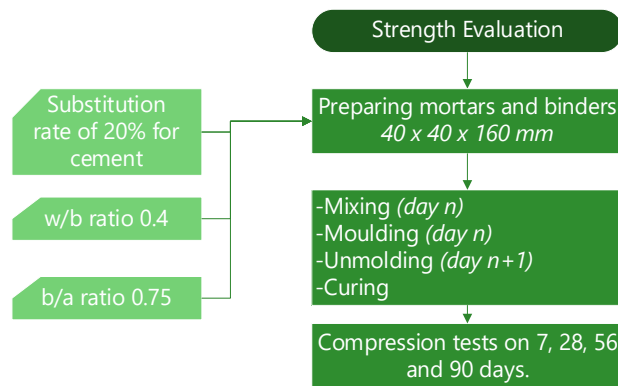 Strength Evaluation
Substitution
rate of 20% for
cement
w/b ratio 0.4
b/a ratio 0.75
Preparing mortars and binders
40 x 40 x 160 mm
-Mixing (day n)
-Moulding (day n)
-Unmolding (day n+1)
-Curing
Compression tests on 7, 28, 56
and 90 days.